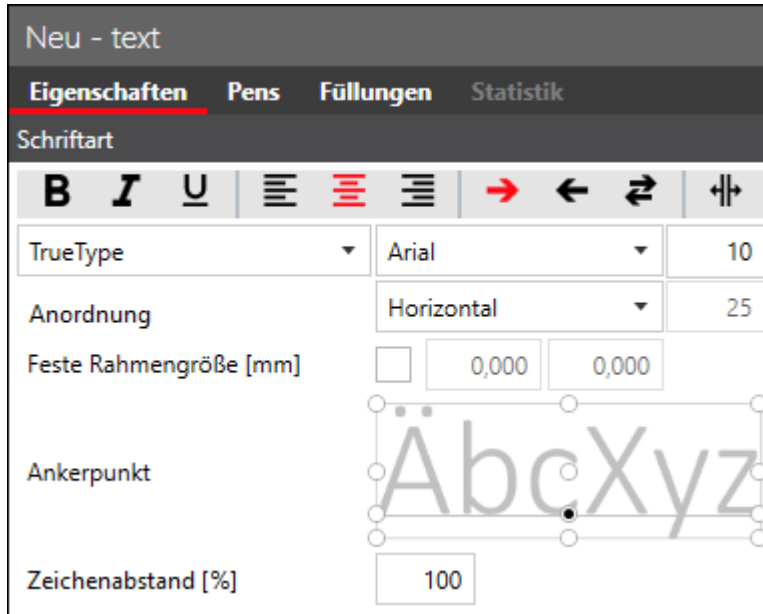 Neu - text
Eigenschaften Pens Füllungen Statistik
Schriftart
B I U
TrueType Arial 10
Anordnung Horizontal 25
Feste Rahmengröße [mm] 0,000 0,000
Ankerpunkt ÄbcXyz
Zeichenabstand [%] 100